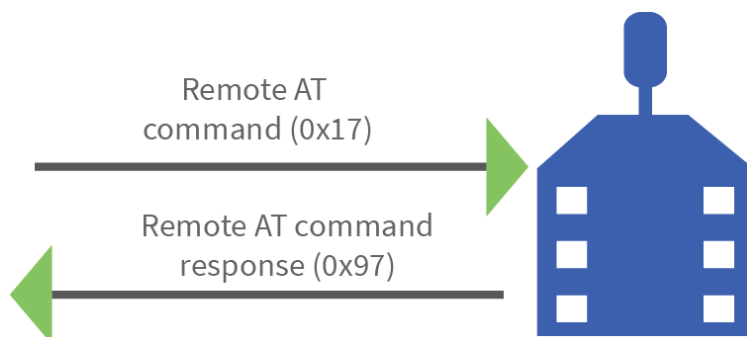 Remote AT
command (0x17)
Remote AT command
response (0x97)